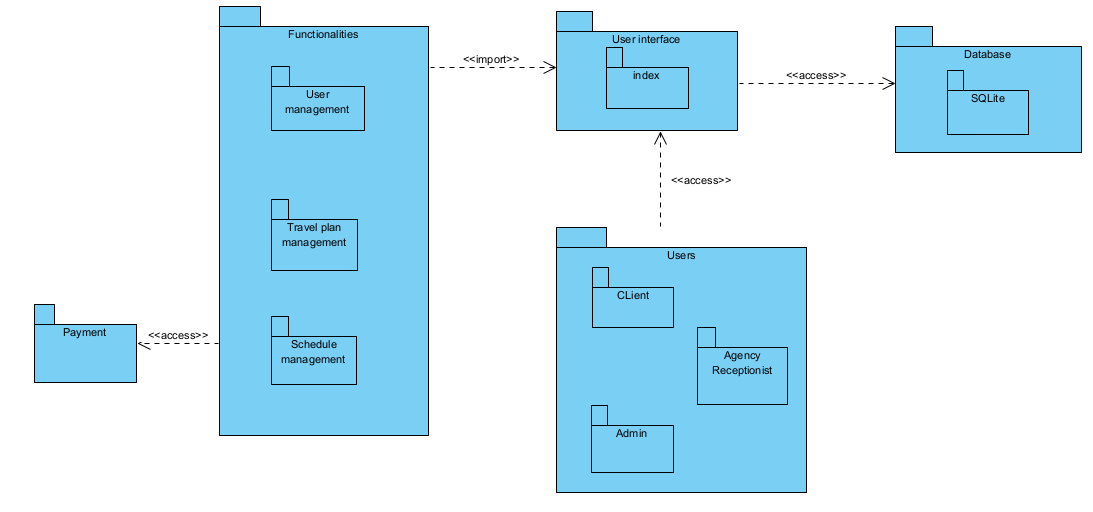 Functionalities
User
management
Travel plan
management
Schedule
management
<<import>>
User interface
index
<<access>>
Database
SQLite
<<access>>
Users
CLient
Agency
Receptionist
Admin
Payment
<<access>>